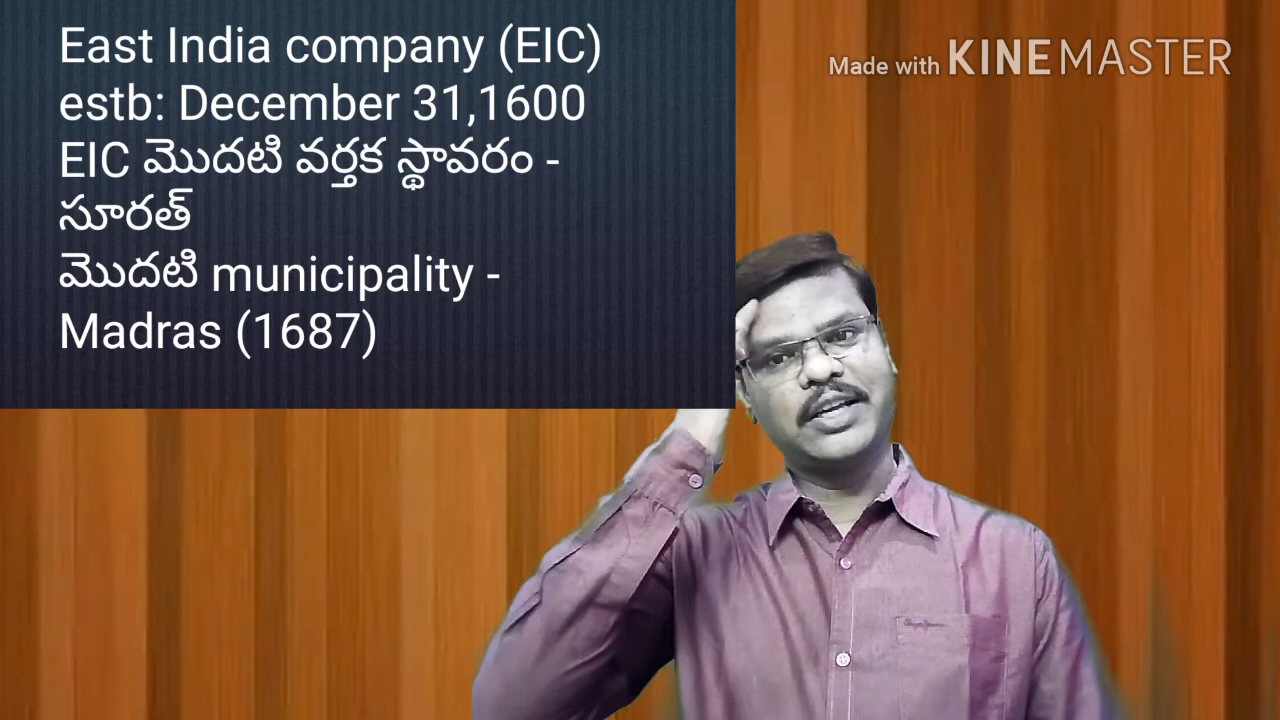 East India company (EIC)
estb: December 31,1600
EIC మొదటి వర్తక స్థావరం -
సూరత్
మొదటి municipality -
Madras (1687)
Made with KINEMASTER